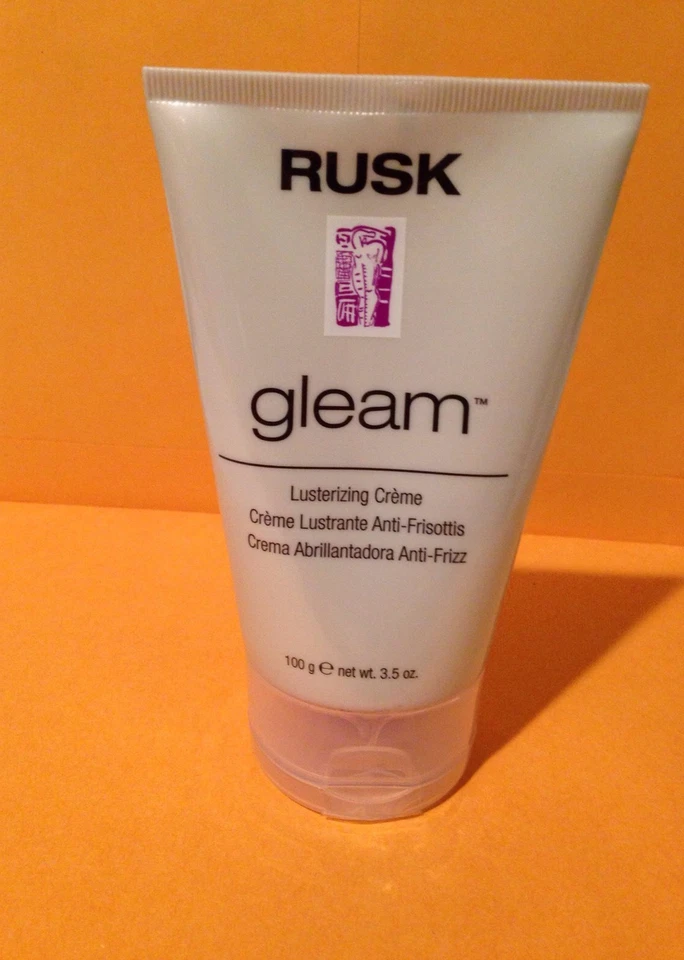 RUSK
gleam™
Lusterizing Crème
Crème Lustrante Anti-Frisottis
Crema Abrillantadora Anti-Frizz
100 g ℮ net wt. 3.5 oz.